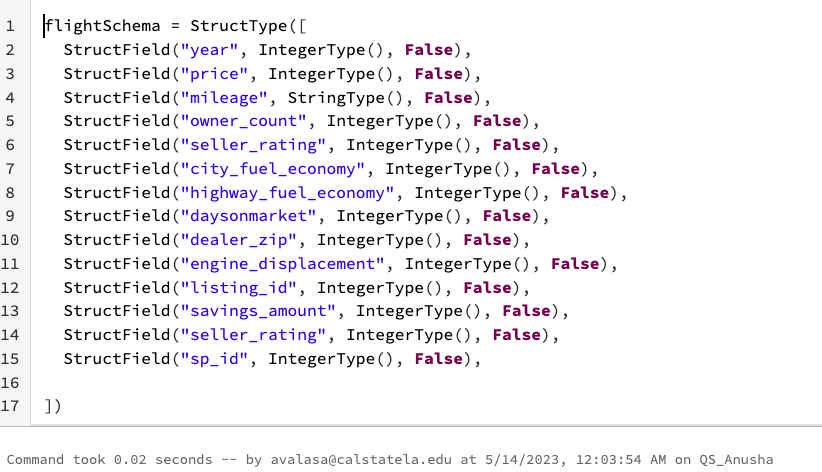 1 flightSchema = StructType([
2   StructField("year", IntegerType(), False),
3   StructField("price", IntegerType(), False),
4   StructField("mileage", StringType(), False),
5   StructField("owner_count", IntegerType(), False),
6   StructField("seller_rating", IntegerType(), False),
7   StructField("city_fuel_economy", IntegerType(), False),
8   StructField("highway_fuel_economy", IntegerType(), False),
9   StructField("daysonmarket", IntegerType(), False),
10   StructField("dealer_zip", IntegerType(), False),
11   StructField("engine_displacement", IntegerType(), False),
12   StructField("listing_id", IntegerType(), False),
13   StructField("savings_amount", IntegerType(), False),
14   StructField("seller_rating", IntegerType(), False),
15   StructField("sp_id", IntegerType(), False),
16
17 ])
Command took 0.02 seconds -- by avalasa@calstatela.edu at 5/14/2023, 12:03:54 AM on QS_Anusha